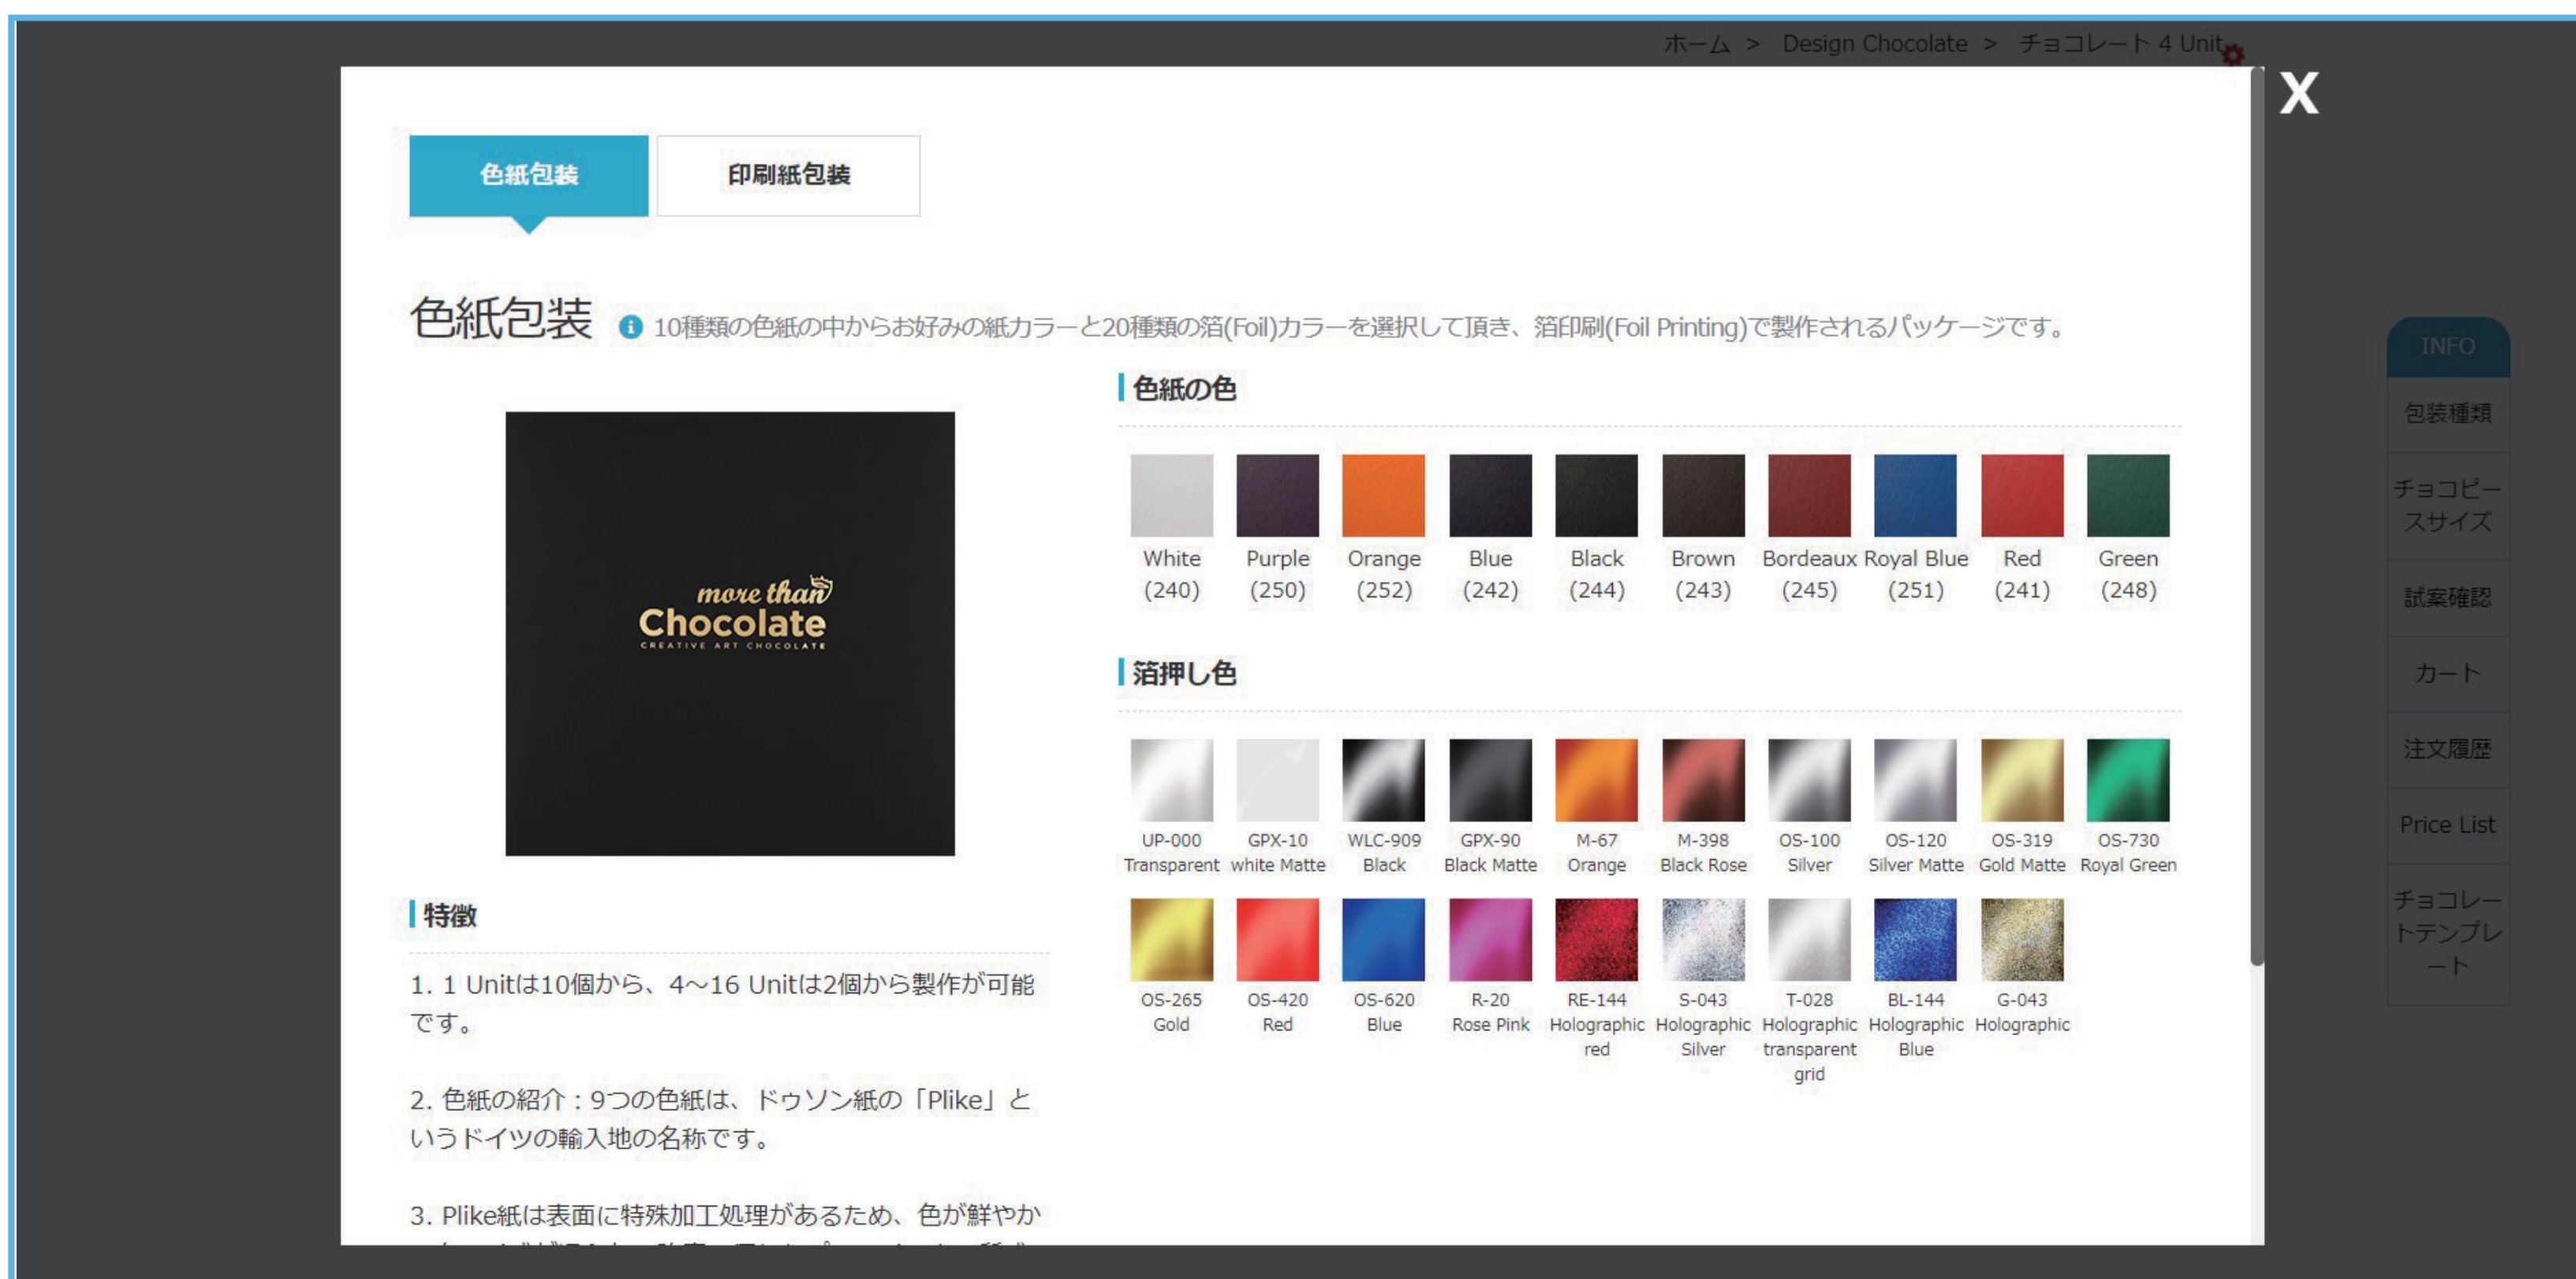 ホーム > Design Chocolate > チョコレート 4 Unit
X
色紙包装
印刷紙包装
色紙包装
10種類の色紙の中からお好みの紙カラーと20種類の箔(Foil)カラーを選択して頂き、箔印刷(Foil Printing)で製作されるパッケージです。
more than
Chocolate
CREATIVE ART CHOCOLATE
特徴
1. 1 Unitは10個から、4～16 Unitは2個から製作が可能
です。
2. 色紙の紹介：9つの色紙は、ドゥソン紙の「Plike」と
いうドイツの輸入地の名称です。
3. Plike紙は表面に特殊加工処理があるため、色が鮮やか
色紙の色
White Purple Orange Blue Black Brown Bordeaux Royal Blue Red Green
(240) (250) (252) (242) (244) (243) (245) (251) (241) (248)
箔押し色
UP-000 GPX-10 WLC-909 GPX-90 M-67 M-398 OS-100 OS-120 OS-319 OS-730
Transparent white Matte Black Black Matte Orange Black Rose Silver Silver Matte Gold Matte Royal Green
OS-265 OS-420 OS-620 R-20 RE-144 S-043 T-028 BL-144 G-043
Gold Red Blue Rose Pink Holographic Holographic Holographic Holographic Holographic
red Silver transparent Blue
grid
INFO
包装種類
チョコピー
スサイズ
試案確認
カート
注文履歴
Price List
チョコレー
トテンプレ
ート